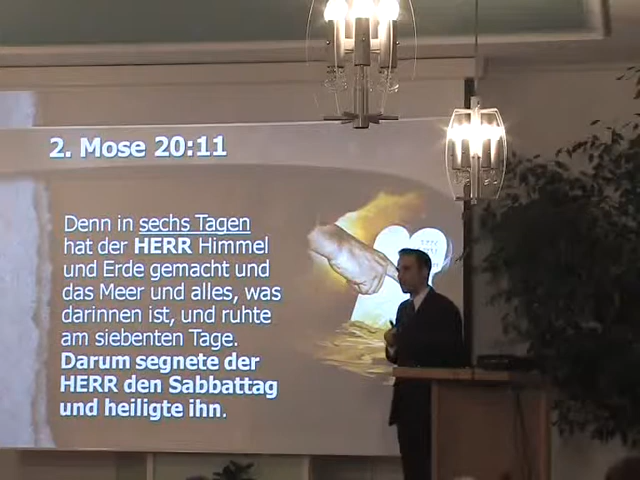 2. Mose 20:11
Denn in sechs Tagen
hat der HERR Himmel
und Erde gemacht und
das Meer und alles, was
darinnen ist, und ruhte
am siebenten Tage.
Darum segnete der
HERR den Sabbattag
und heiligte ihn.